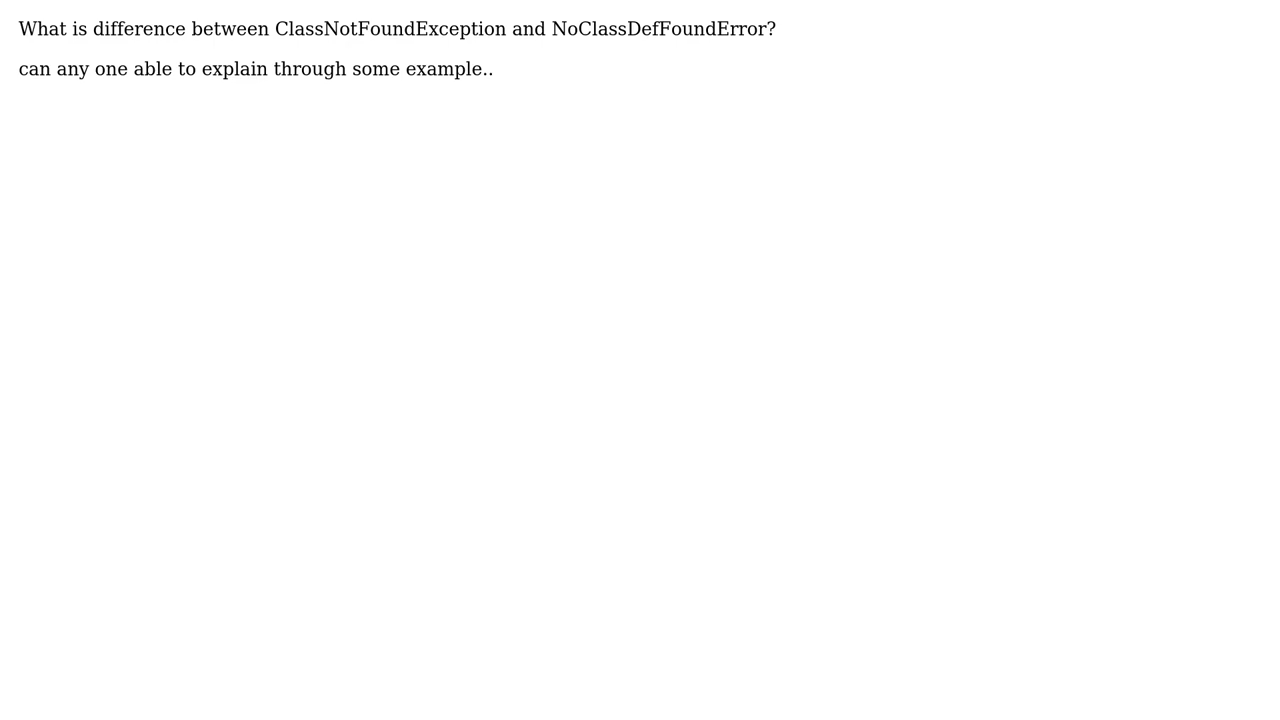 What is difference between ClassNotFoundException and NoClassDefFoundError?
can any one able to explain through some example..